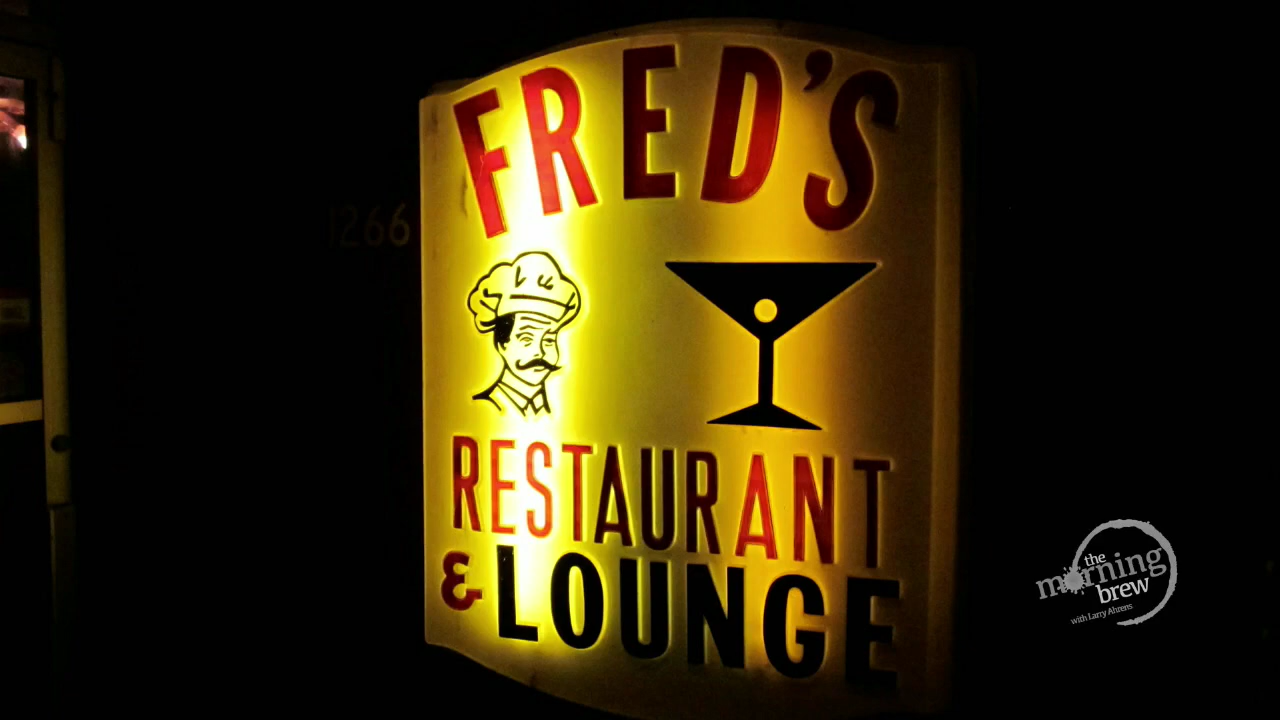 FRED'S
1266
RESTAURANT
& LOUNGE
the
morning
brew
with Larry Ahrens